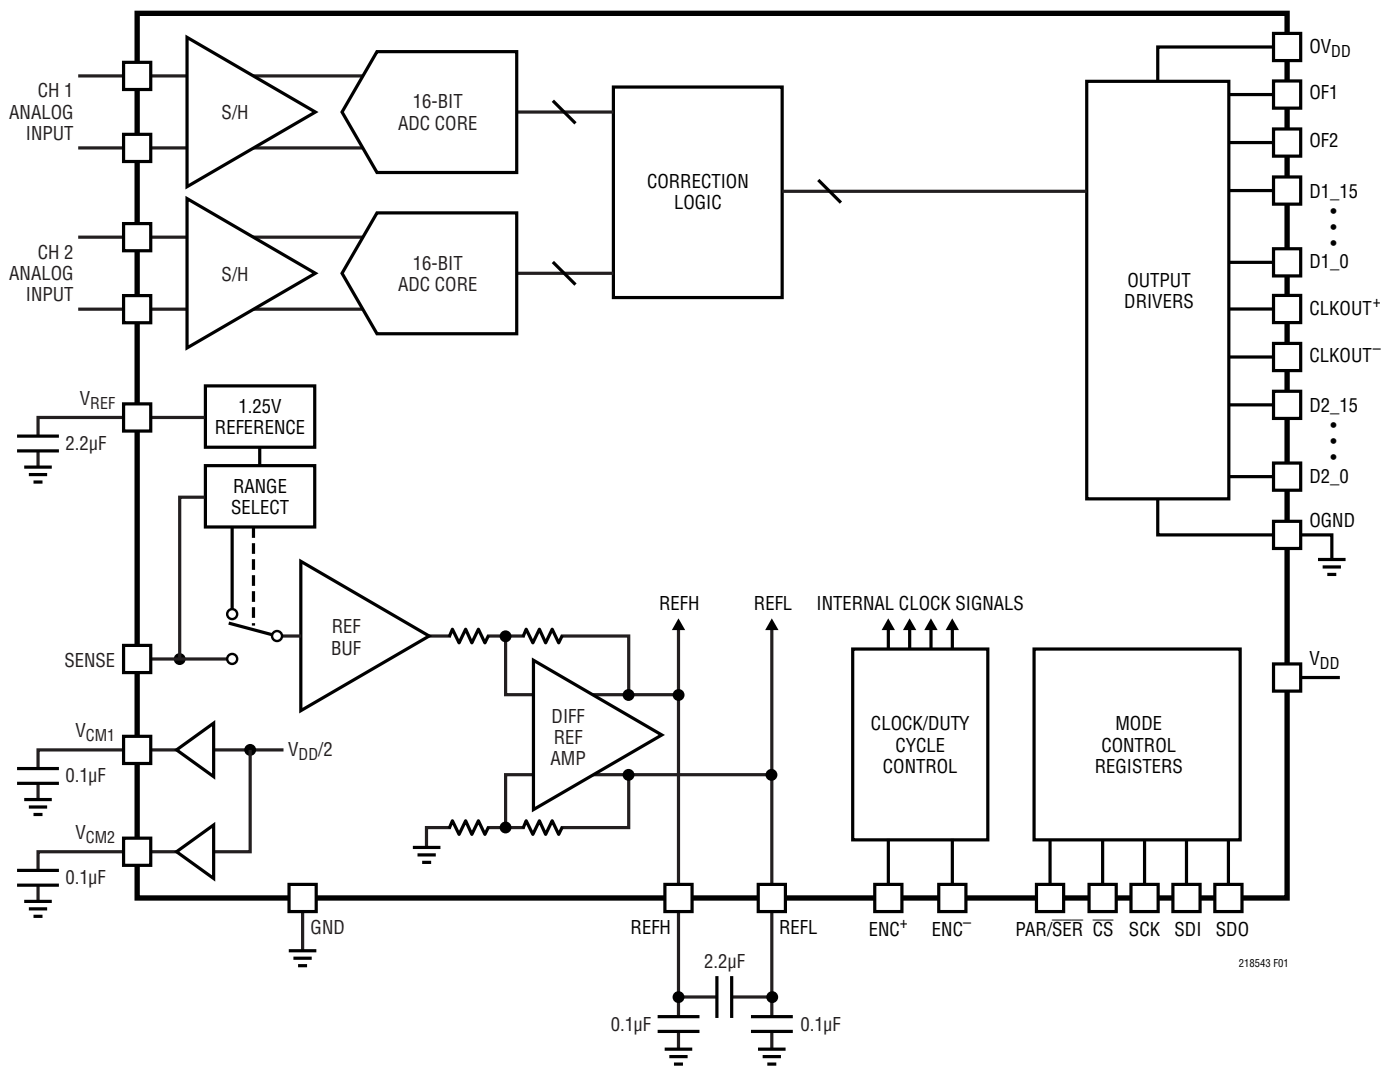 CH 1
ANALOG
INPUT
S/H
16-BIT
ADC CORE
CH 2
ANALOG
INPUT
S/H
16-BIT
ADC CORE
CORRECTION
LOGIC
OUTPUT
DRIVERS
OVDD
OF1
OF2
D1_15
D1_0
CLKOUT+
CLKOUT–
D2_15
D2_0
OGND
VDD
VREF
2.2µF
1.25V
REFERENCE
RANGE
SELECT
SENSE
REF
BUF
DIFF
REF
AMP
REFH
REFL
INTERNAL CLOCK SIGNALS
CLOCK/DUTY
CYCLE
CONTROL
MODE
CONTROL
REGISTERS
VCM1
0.1µF
VDD/2
VCM2
0.1µF
GND
REFH
REFL
ENC+
ENC–
PAR/SER
CS
SCK
SDI
SDO
2.2µF
0.1µF
0.1µF
218543 F01